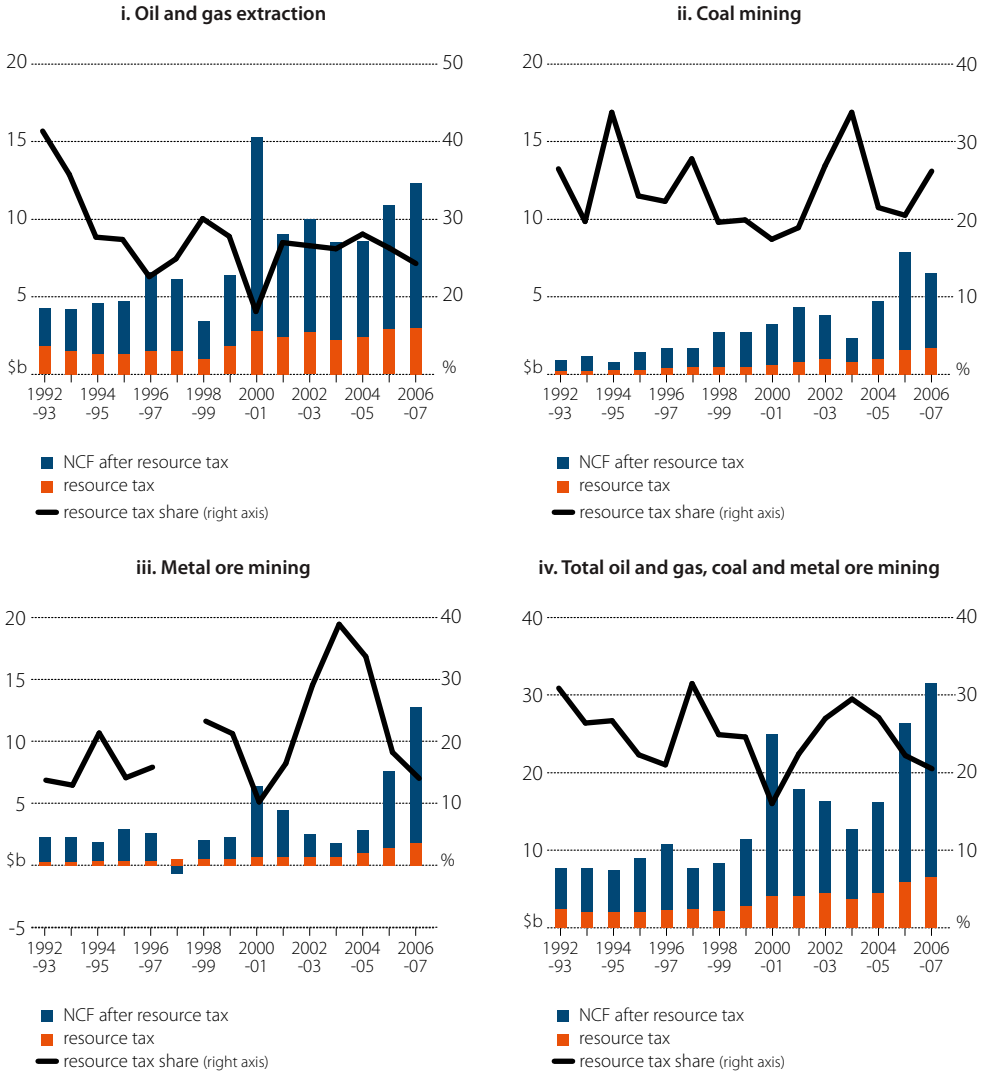 i. Oil and gas extraction
20
15
10
5
$b
50
40
30
20
%
1992 1994 1996 1998 2000 2002 2004 2006
-93 -95 -97 -99 -01 -03 -05 -07
NCF after resource tax
resource tax
resource tax share (right axis)
ii. Coal mining
20
15
10
5
$b
40
30
20
10
%
1992 1994 1996 1998 2000 2002 2004 2006
-93 -95 -97 -99 -01 -03 -05 -07
NCF after resource tax
resource tax
resource tax share (right axis)
iii. Metal ore mining
20
15
10
5
$b
-5
40
30
20
10
%
1992 1994 1996 1998 2000 2002 2004 2006
-93 -95 -97 -99 -01 -03 -05 -07
NCF after resource tax
resource tax
resource tax share (right axis)
iv. Total oil and gas, coal and metal ore mining
40
30
20
10
$b
40
30
20
10
%
1992 1994 1996 1998 2000 2002 2004 2006
-93 -95 -97 -99 -01 -03 -05 -07
NCF after resource tax
resource tax
resource tax share (right axis)